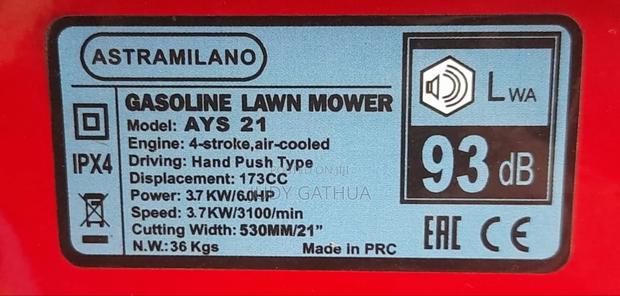 ASTRAMILANO
GASOLINE LAWN MOWER
Model: AYS 21
Engine: 4-stroke,air-cooled
Driving: Hand Push Type
Displacement: 173CC
Power: 3.7 KW/6.0HP
Speed: 3.7KW/3100/min
Cutting Width: 530MM/21”
N.W.: 36 Kgs
Made in PRC
IPX4
LWA
93 dB
EAC CE
JUDY GATHUA